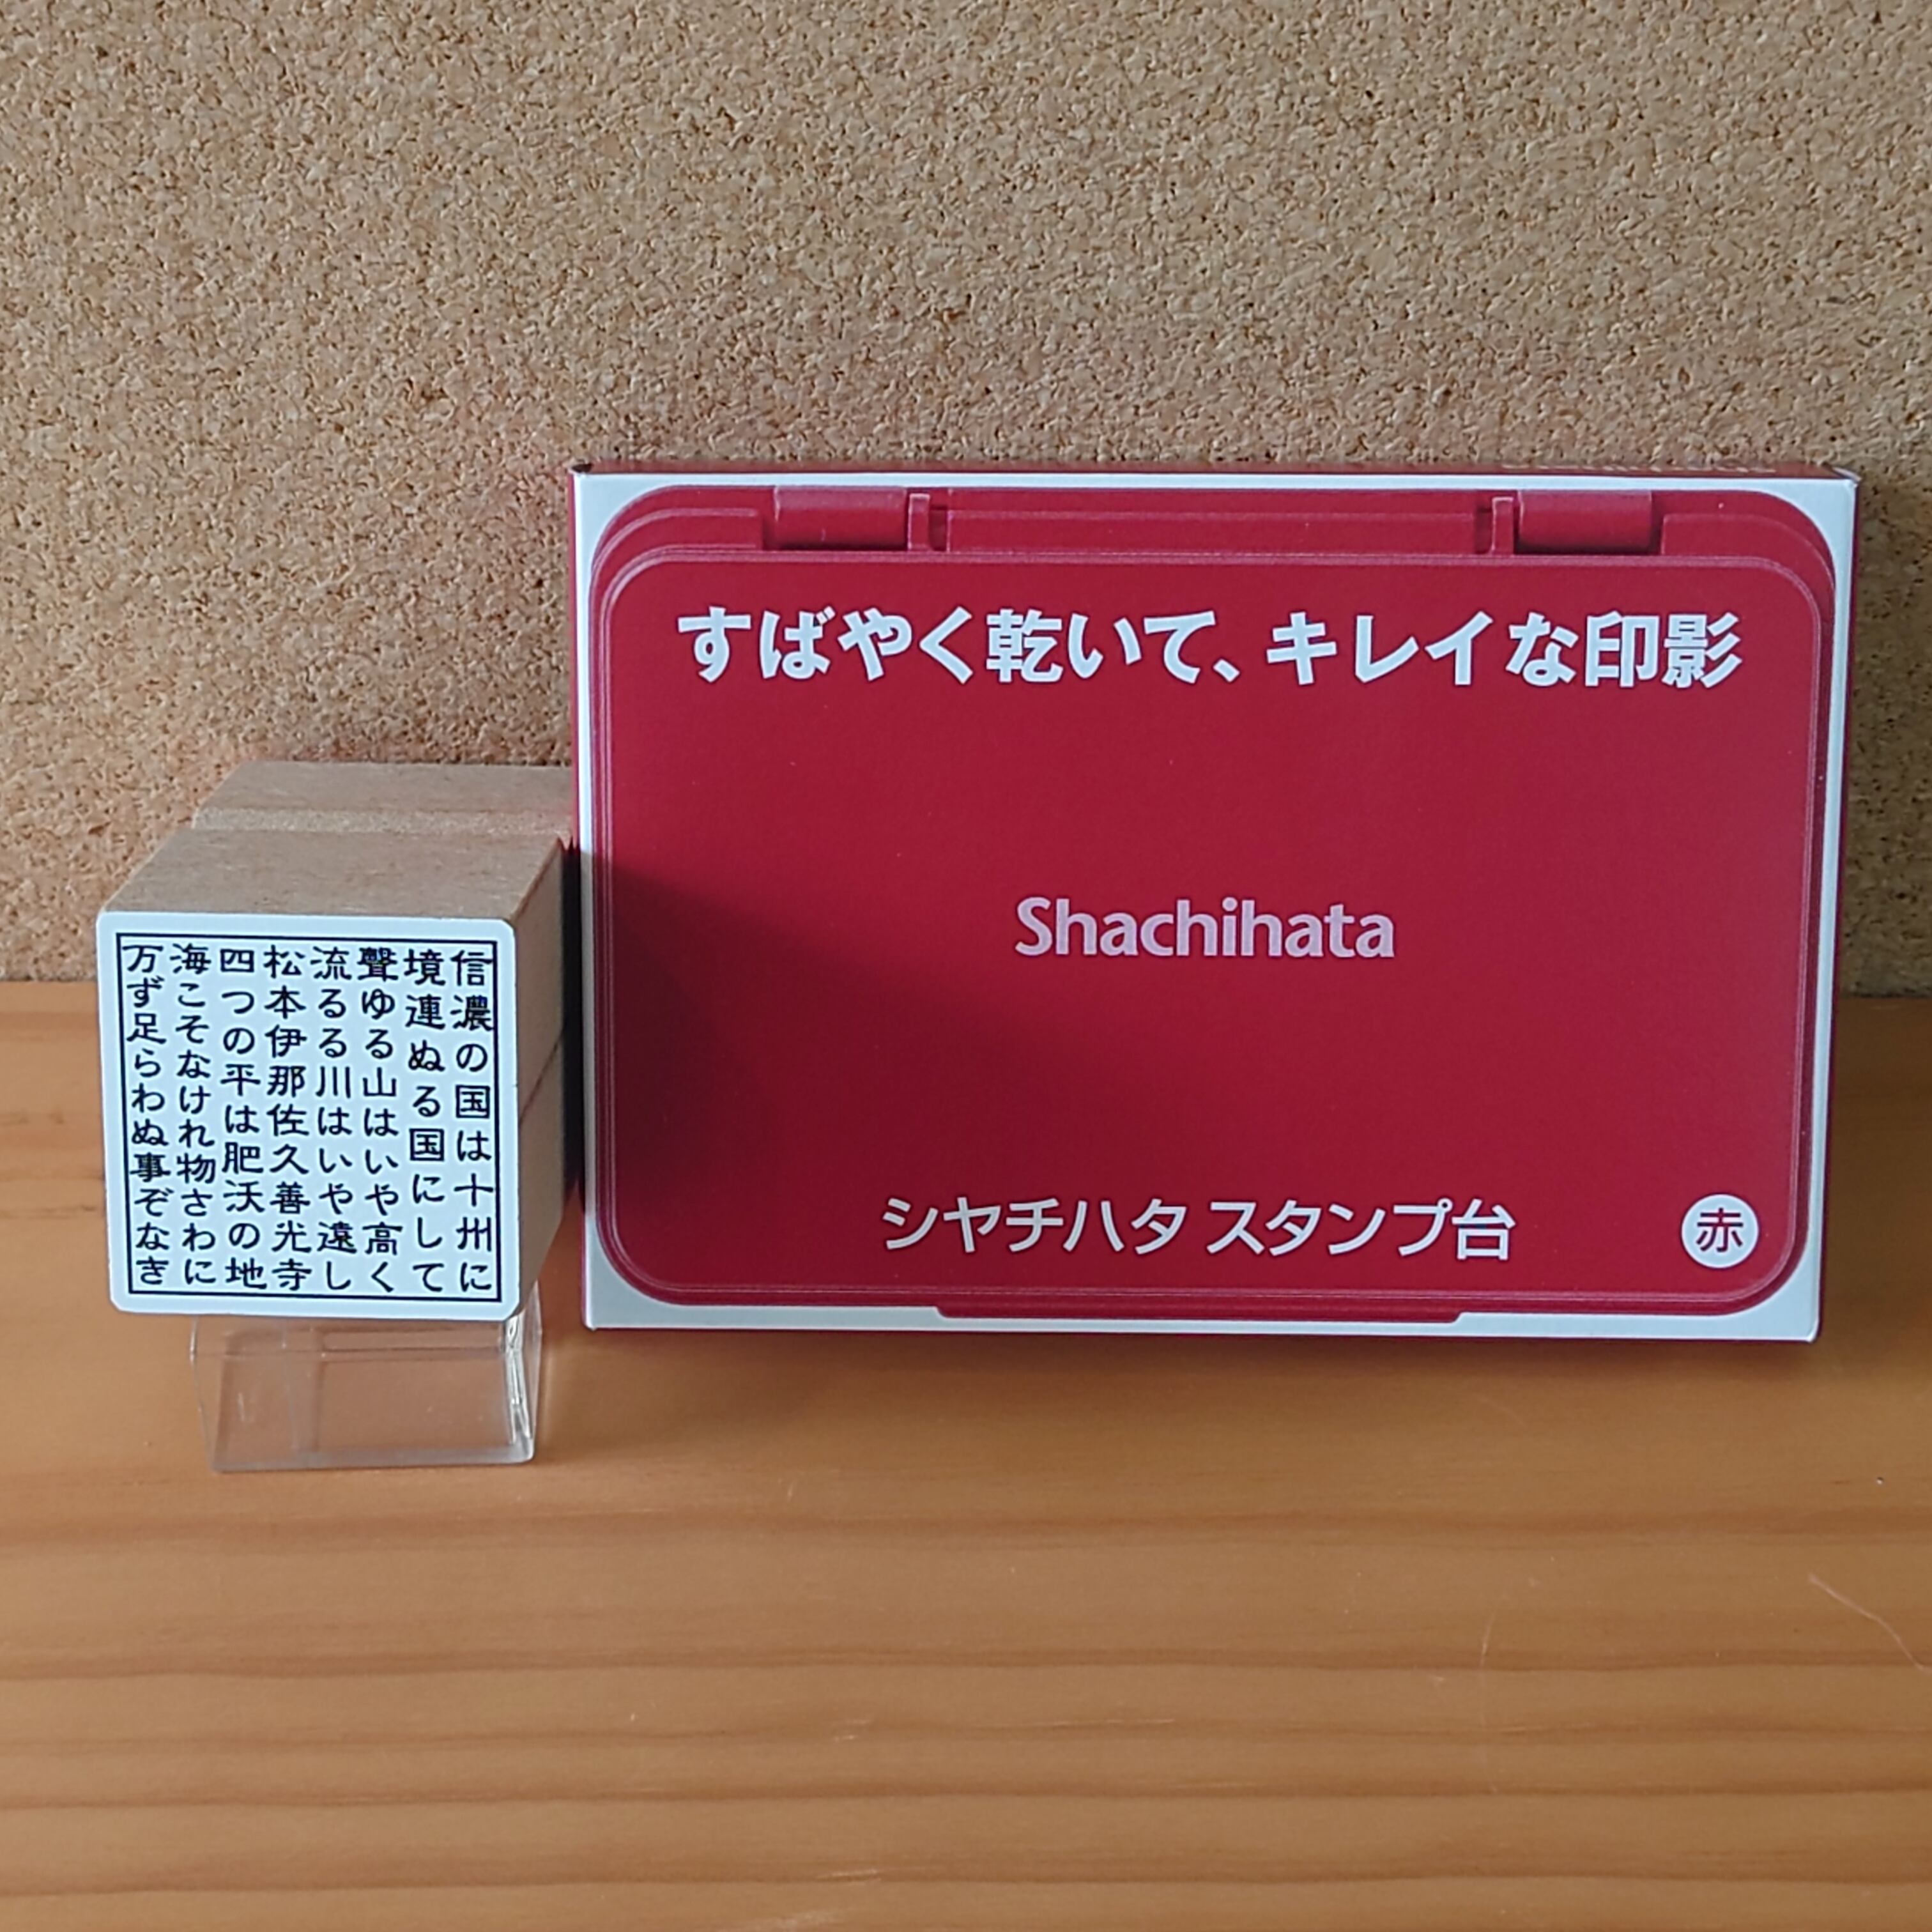 信濃の国は十州に
境連ぬる国にして
聲ゆる山はいや高く
流るる川はいや遠し
松本伊那佐久善光寺
四つの平は肥沃の地
海こそなけれ物さわに
万ず足らわぬ事ぞなき
すばやく乾いて、キレイな印影
Shachihata
シヤチハタ スタンプ台
赤